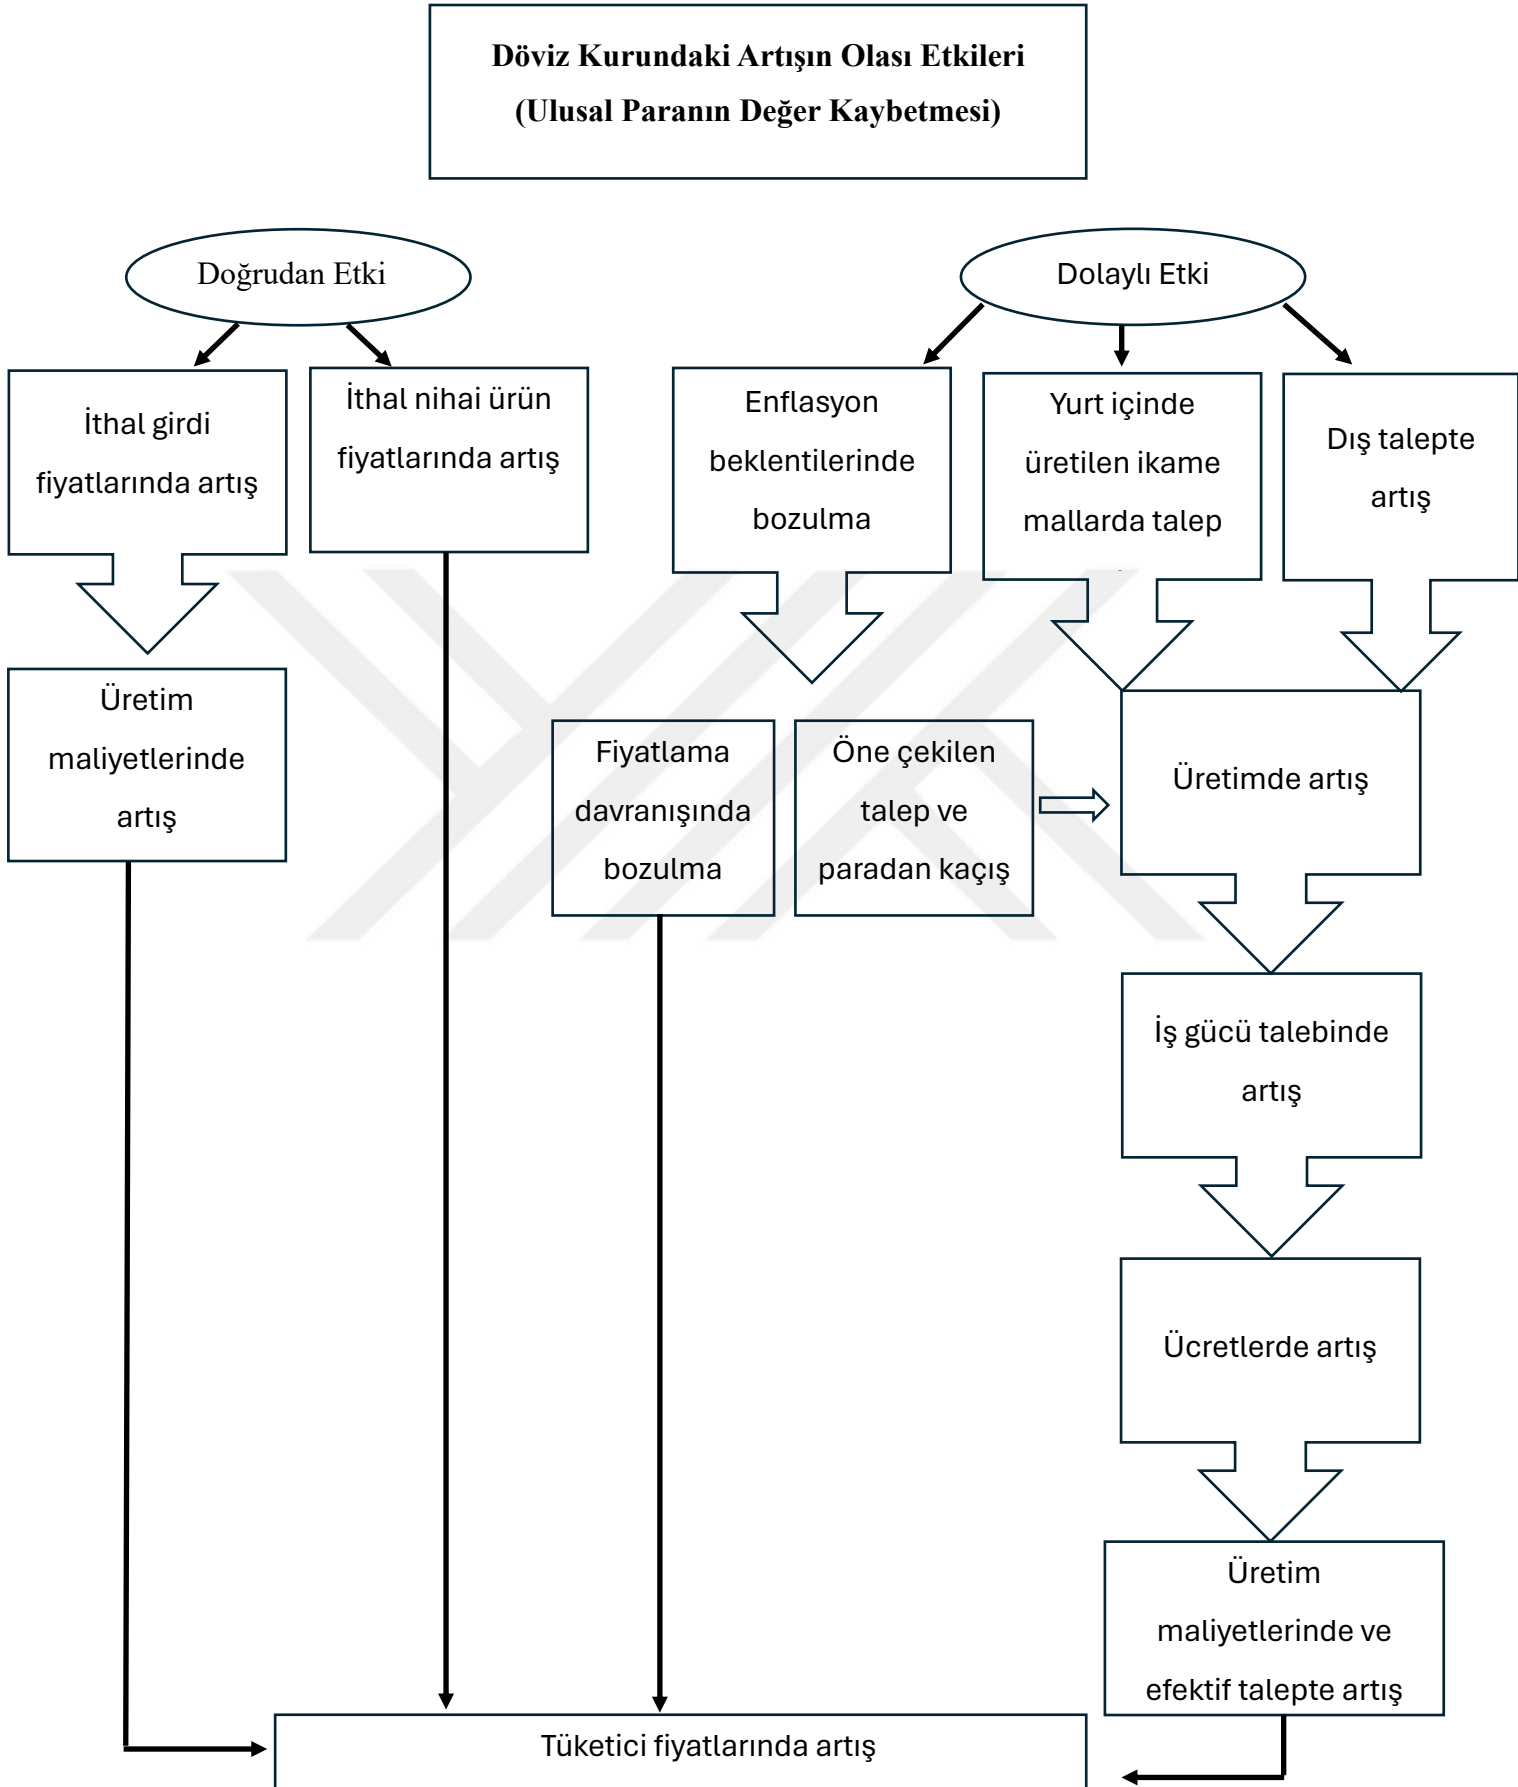 Döviz Kurundaki Artışın Olası Etkileri
(Ulusal Paranın Değer Kaybetmesi)
Doğrudan Etki
Dolaylı Etki
İthal girdi
fiyatlarında artış
İthal nihai ürün
fiyatlarında artış
Enflasyon
beklentilerinde
bozulma
Yurt içinde
üretilen ikame
mallarda talep
Dış talepte
artış
Üretim
maliyetlerinde
artış
Fiyatlama
davranışında
bozulma
Öne çekilen
talep ve
paradan kaçış
Üretimde artış
İş gücü talebinde
artış
Ücretlerde artış
Üretim
maliyetlerinde ve
efektif talepte artış
Tüketici fiyatlarında artış